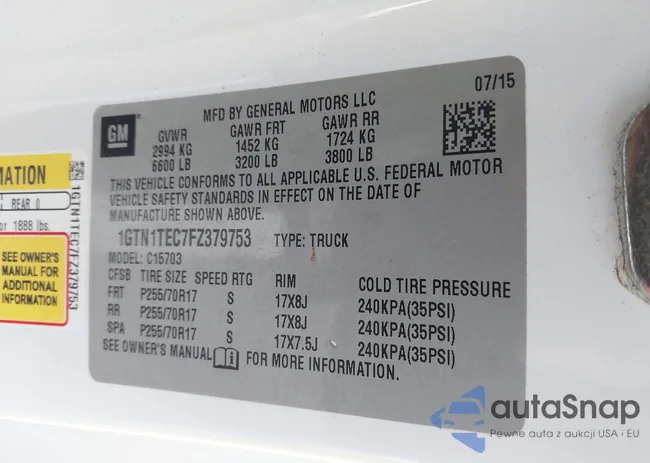 07/15
MFD BY GENERAL MOTORS LLC
GM
GVWR GAWR FRT GAWR RR
2994 KG 1452 KG 1724 KG
6600 LB 3200 LB 3800 LB
THIS VEHICLE CONFORMS TO ALL APPLICABLE U.S. FEDERAL MOTOR
VEHICLE SAFETY STANDARDS IN EFFECT ON THE DATE OF
MANUFACTURE SHOWN ABOVE.
1GTN1TEC7FZ379753 TYPE: TRUCK
MODEL: C15703
CFSB TIRE SIZE SPEED RTG RIM COLD TIRE PRESSURE
FRT P255/70R17 S 17X8J 240KPA(35PSI)
RR P255/70R17 S 17X8J 240KPA(35PSI)
SPA P255/70R17 S 17X7.5J 240KPA(35PSI)
SEE OWNER'S MANUAL FOR MORE INFORMATION.
MATION
REAR 0
or 1888 lbs.
SEE OWNER'S
MANUAL FOR
ADDITIONAL
INFORMATION
1GTN1TEC7FZ379753
autaSnap
Pewne auta z aukcji USA i EU